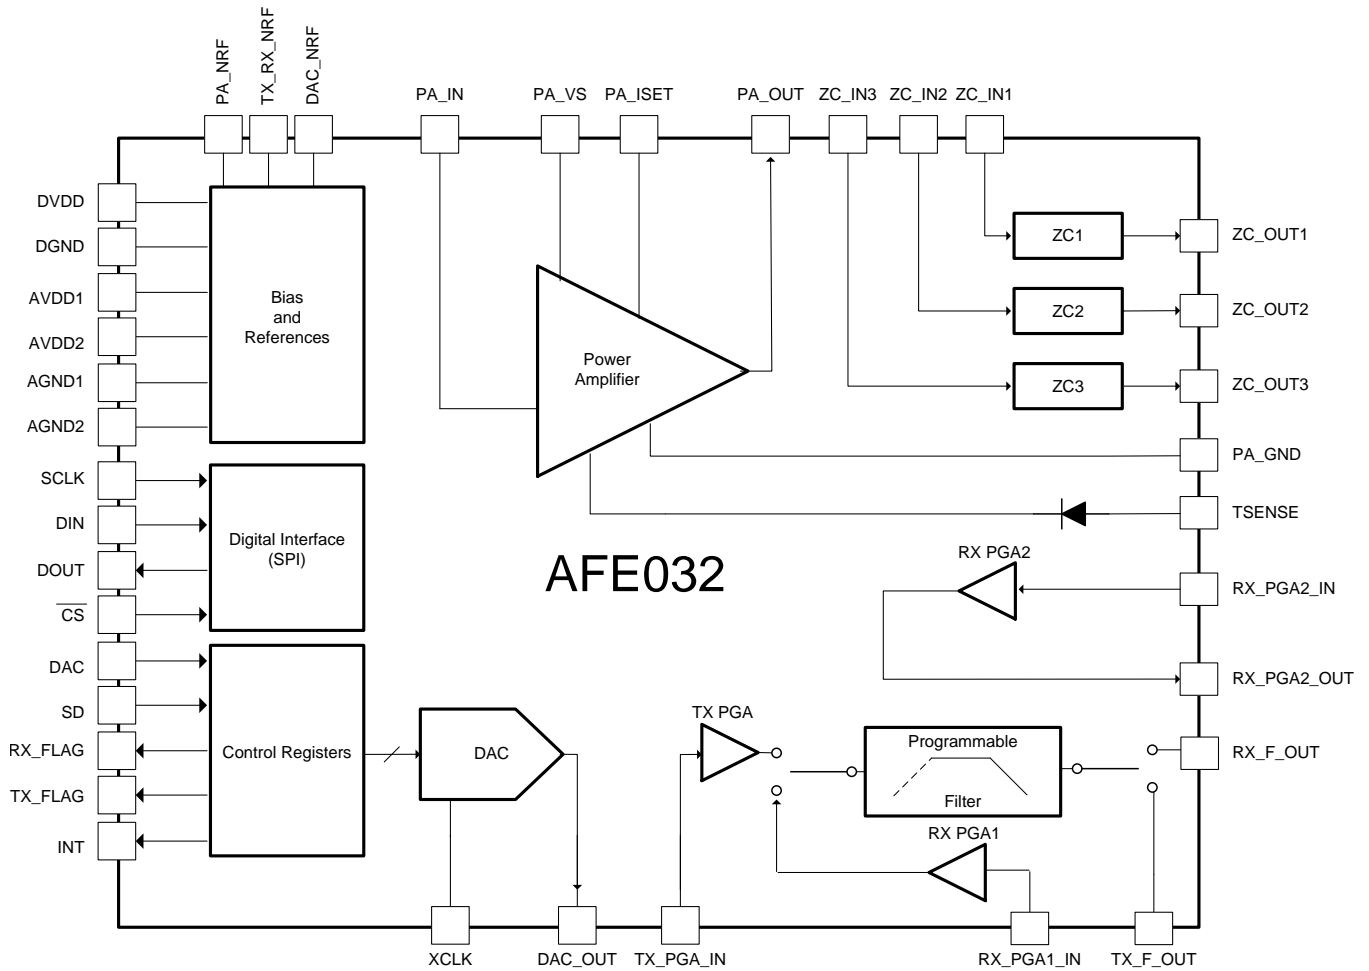 PA_NRF
TX_RX_NRF
DAC_NRF
PA_IN
PA_VS
PA_ISET
PA_OUT
ZC_IN3
ZC_IN2
ZC_IN1
DVDD
DGND
AVDD1
AVDD2
AGND1
AGND2
SCLK
DIN
DOUT
CS
DAC
SD
RX_FLAG
TX_FLAG
INT
Bias
and
References
Digital Interface
(SPI)
Control Registers
Power
Amplifier
AFE032
DAC
ZC1
ZC2
ZC3
ZC_OUT1
ZC_OUT2
ZC_OUT3
PA_GND
TSENSE
RX PGA2
RX_PGA2_IN
RX_PGA2_OUT
TX PGA
Programmable
Filter
RX_F_OUT
RX PGA1
XCLK
DAC_OUT
TX_PGA_IN
RX_PGA1_IN
TX_F_OUT